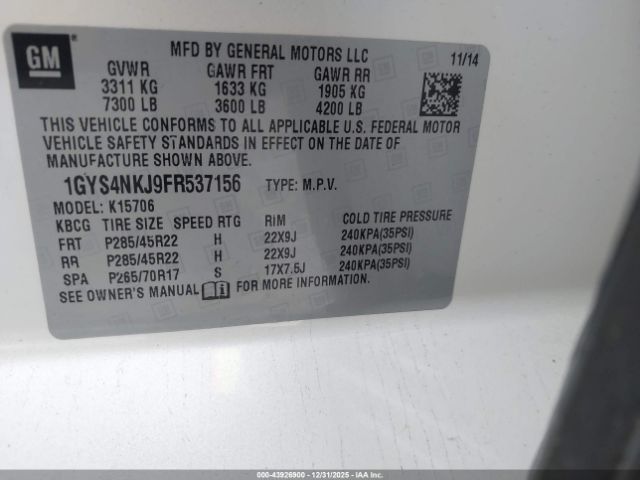 GM
MFD BY GENERAL MOTORS LLC 11/14
GVWR GAWR FRT GAWR RR
3311 KG 1633 KG 1905 KG
7300 LB 3600 LB 4200 LB
THIS VEHICLE CONFORMS TO ALL APPLICABLE U.S. FEDERAL MOTOR
VEHICLE SAFETY STANDARDS IN EFFECT ON THE DATE OF
MANUFACTURE SHOWN ABOVE.
1GYS4NKJ9FR537156 TYPE: M.P.V.
MODEL: K15706
KBCG TIRE SIZE SPEED RTG RIM COLD TIRE PRESSURE
FRT P285/45R22 H 22X9J 240KPA(35PSI)
RR P285/45R22 H 22X9J 240KPA(35PSI)
SPA P265/70R17 S 17X7.5J 240KPA(35PSI)
SEE OWNER'S MANUAL FOR MORE INFORMATION.
000-43926900 - 12/31/2025 - COPART.COM